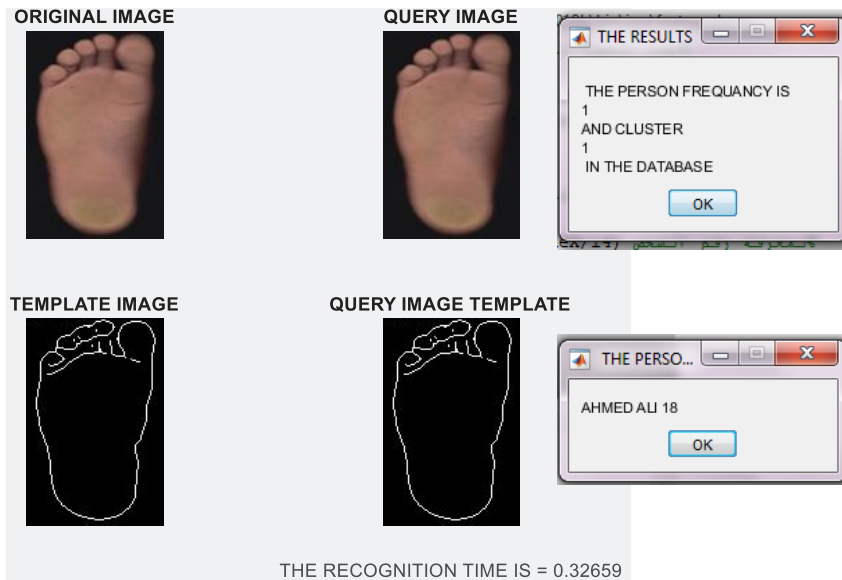 ORIGINAL IMAGE
QUERY IMAGE
THE RESULTS
THE PERSON FREQUANCY IS
1
AND CLUSTER
1
IN THE DATABASE
OK
TEMPLATE IMAGE
QUERY IMAGE TEMPLATE
THE PERSO...
AHMED ALI 18
OK
THE RECOGNITION TIME IS = 0.32659